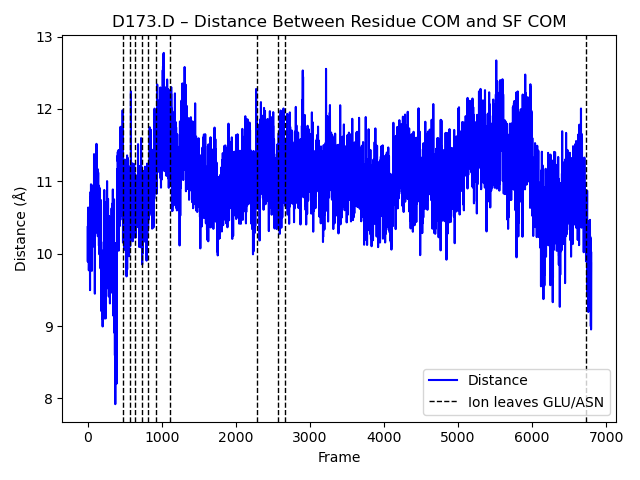 D173.D – Distance Between Residue COM and SF COM
Distance (Å)
13
12
11
10
9
8
0 1000 2000 3000 4000 5000 6000 7000
Frame
Distance
Ion leaves GLU/ASN